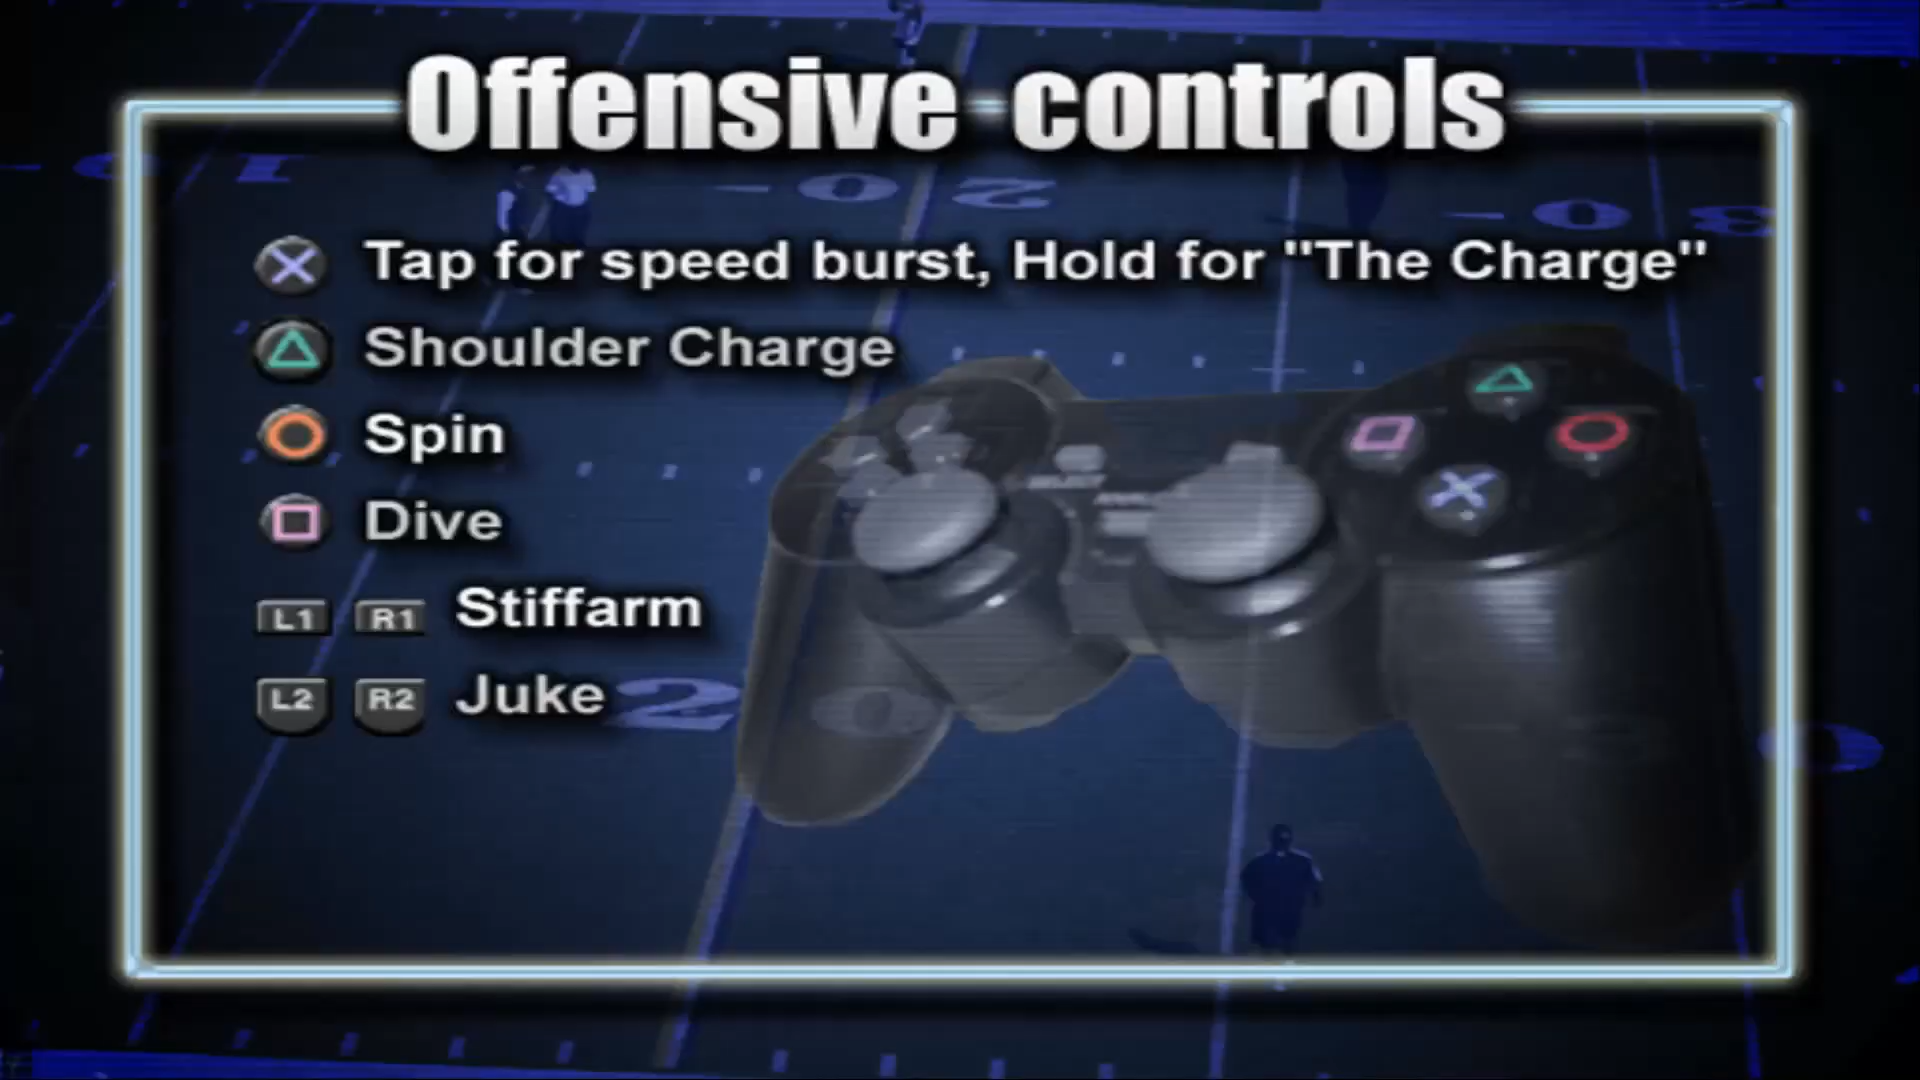 Offensive controls
Tap for speed burst, Hold for "The Charge"
Shoulder Charge
Spin
Dive
L1 R1 Stiffarm
L2 R2 Juke